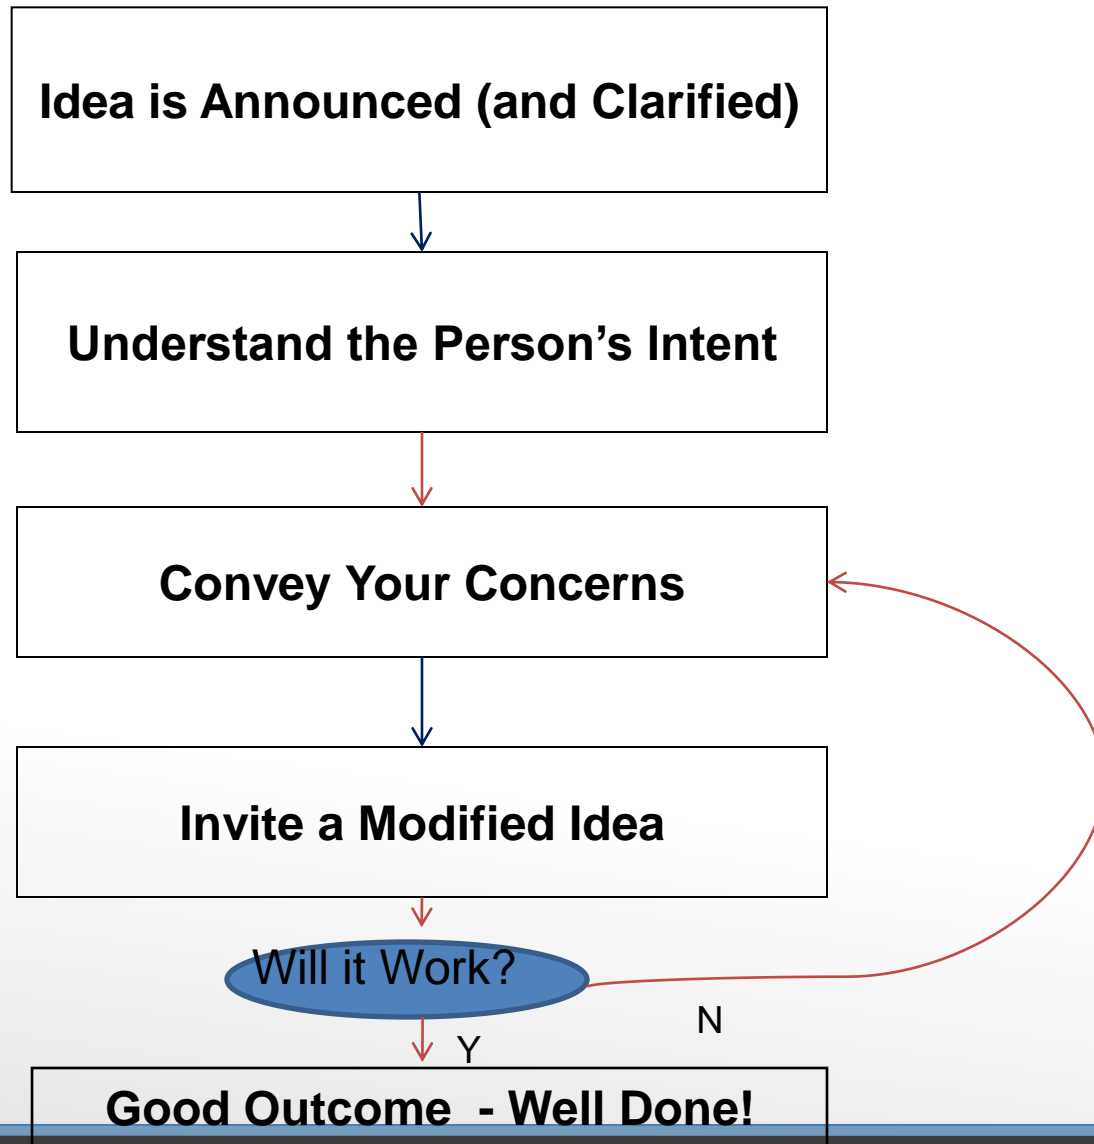 Idea is Announced (and Clarified)
Understand the Person’s Intent
Convey Your Concerns
Invite a Modified Idea
Will it Work?
N
Y
Good Outcome - Well Done!